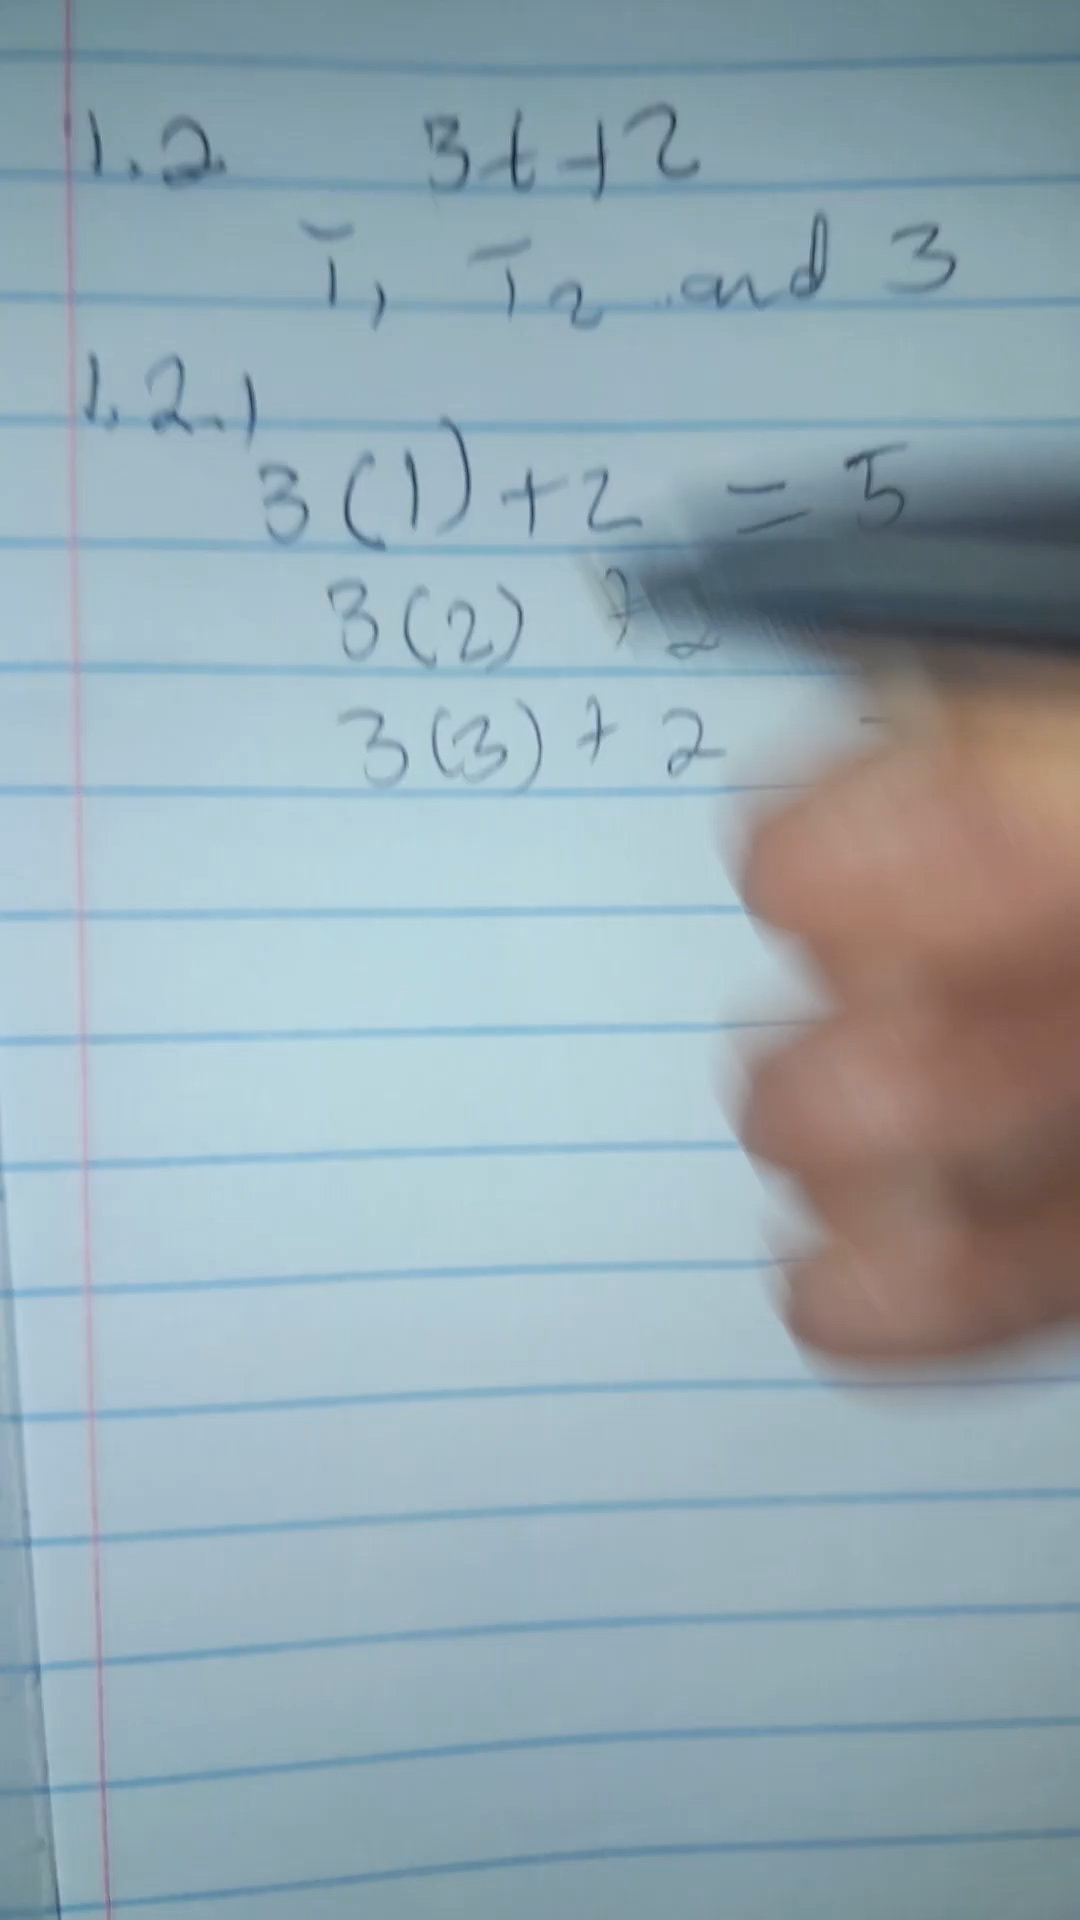 1.2 3t+2
T1, T2 and 3
1.2.1
3(1)+2 = 5
3(2) +2
3(3) + 2